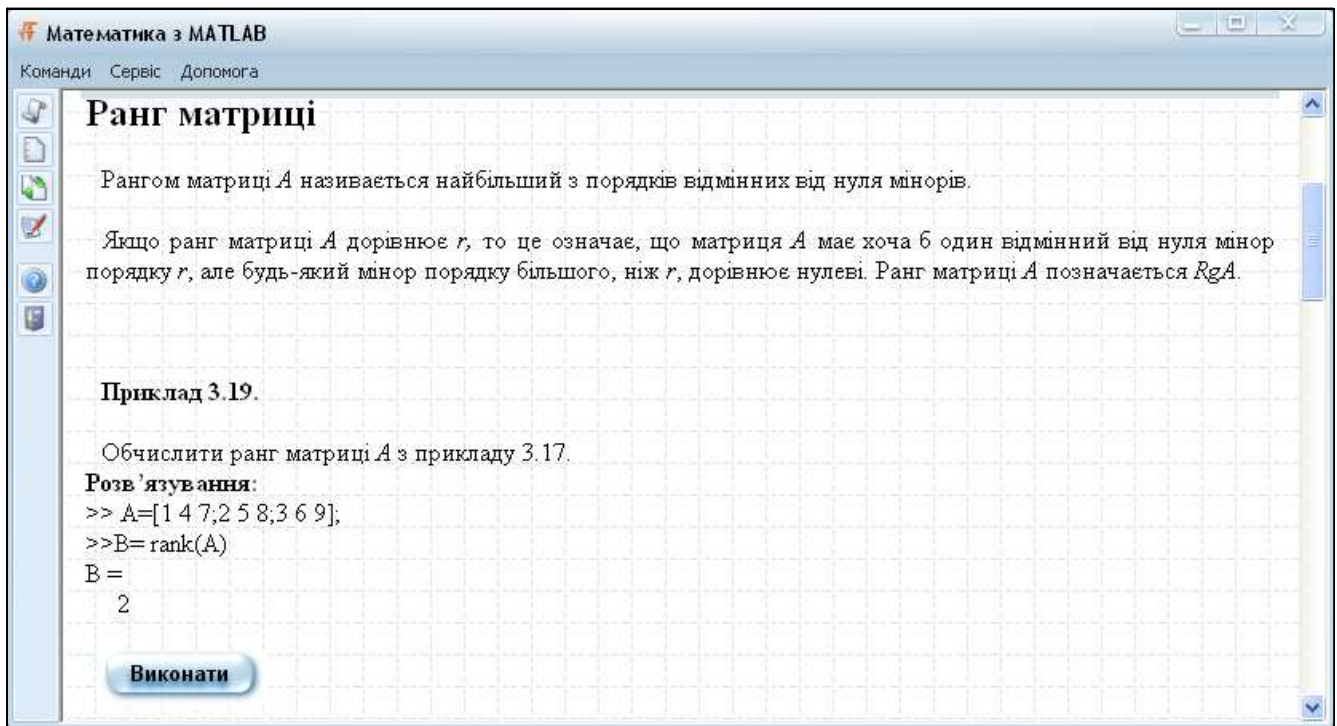 Математика з MATLAB
Команди Сервіс Допомога
Ранг матриці
Рангом матриці A називається найбільший з порядків відмінних від нуля мінорів.
Якщо ранг матриці A дорівнює r, то це означає, що матриця A має хоча б один відмінний від нуля мінор
порядку r, але будь-який мінор порядку більшого, ніж r, дорівнює нулеві. Ранг матриці A позначається RgA.
Приклад 3.19.
Обчислити ранг матриці A з прикладу 3.17.
Розв'язування:
>> A=[1 4 7;2 5 8;3 6 9];
>>B= rank(A)
B =
2
Виконати